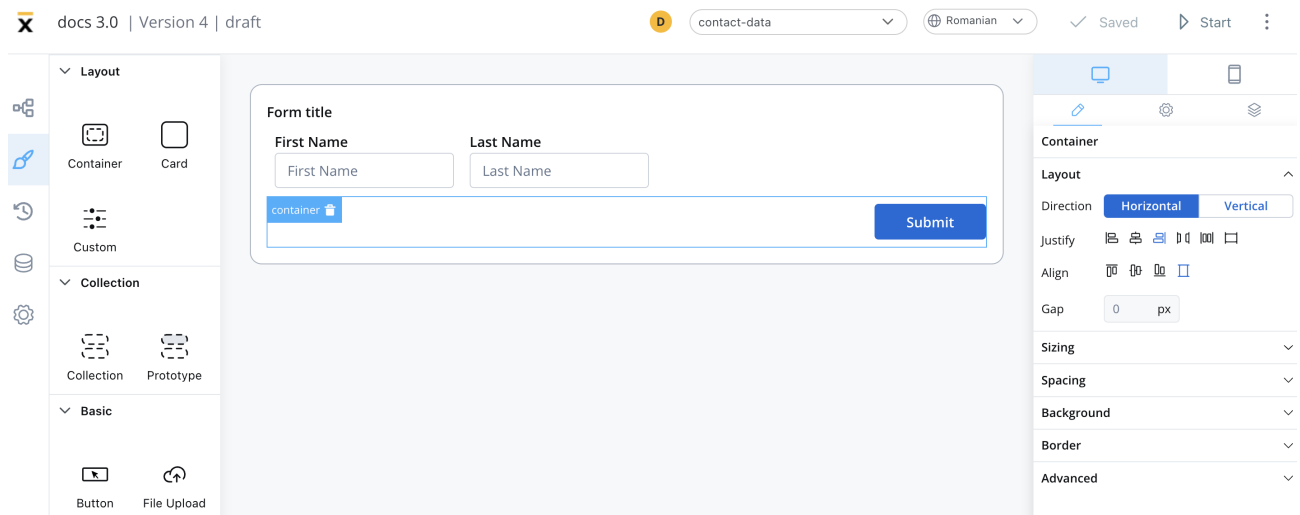 docs 3.0 | Version 4 | draft
D
contact-data
Romanian
Saved
Start
Layout
Container
Card
Custom
Collection
Collection
Prototype
Basic
Button
File Upload
Form title
First Name
Last Name
First Name
Last Name
container
Submit
Container
Layout
Direction
Horizontal
Vertical
Justify
Align
Gap
0
px
Sizing
Spacing
Background
Border
Advanced